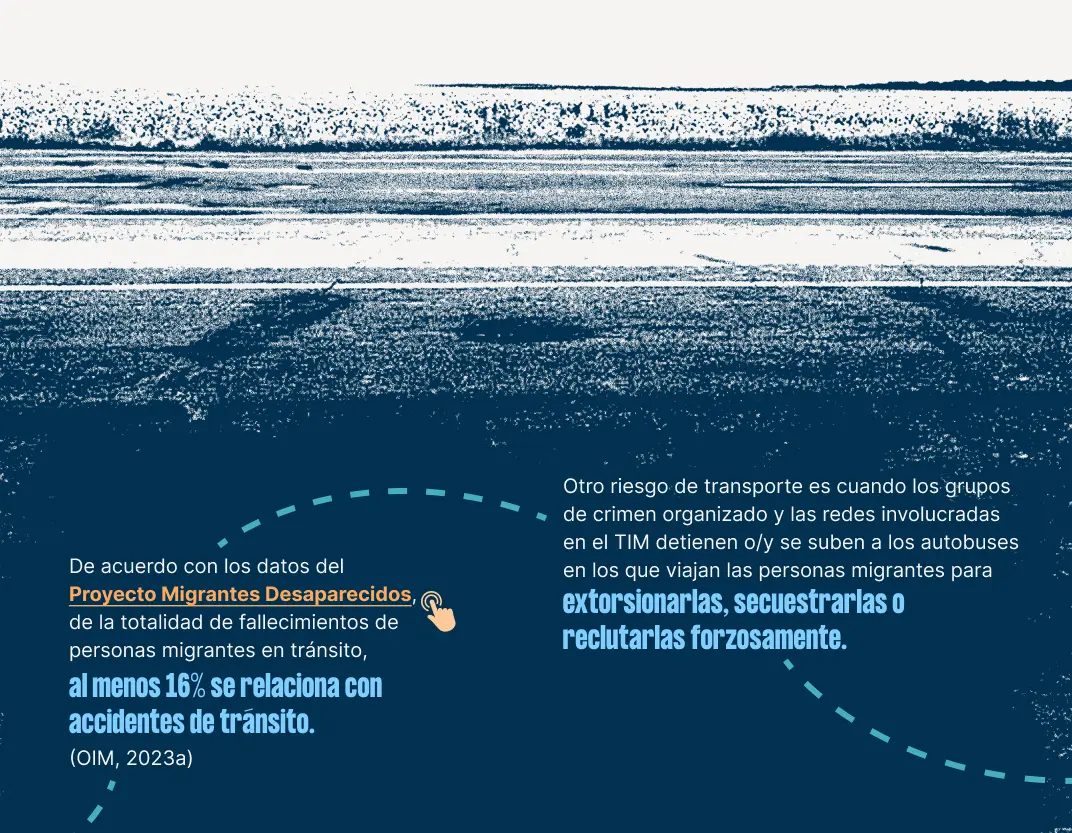 De acuerdo con los datos del
Proyecto Migrantes Desaparecidos,
de la totalidad de fallecimientos de
personas migrantes en tránsito,
al menos 16% se relaciona con
accidentes de tránsito.
(OIM, 2023a)
Otro riesgo de transporte es cuando los grupos
de crimen organizado y las redes involucradas
en el TIM detienen o/y se suben a los autobuses
en los que viajan las personas migrantes para
extorsionarlas, secuestrarlas o
reclutarlas forzosamente.